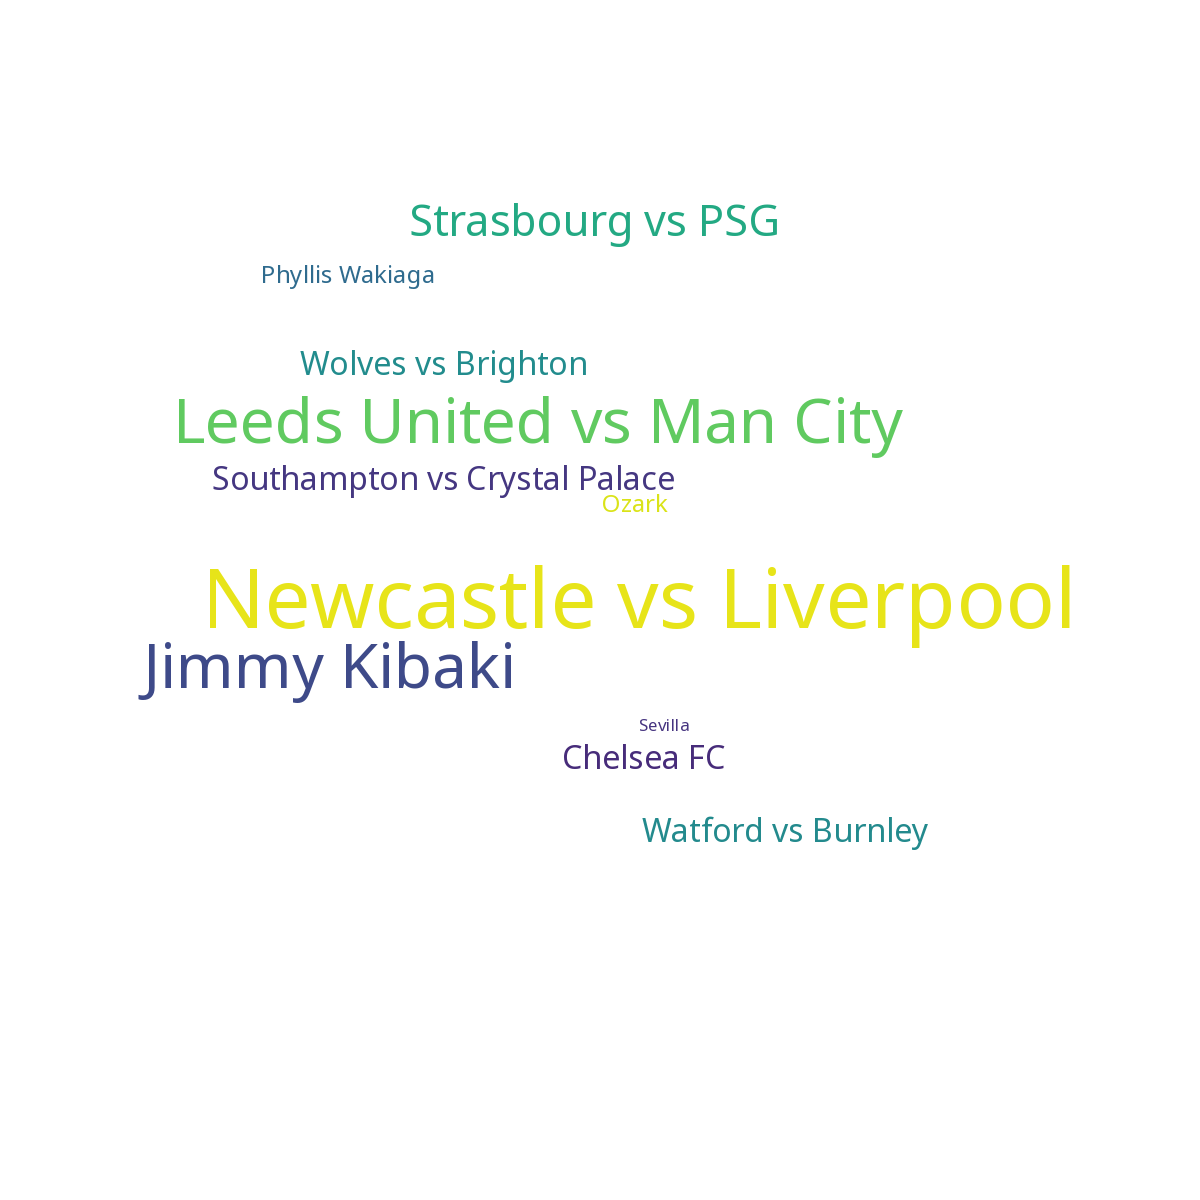 Strasbourg vs PSG
Phyllis Wakiaga
Wolves vs Brighton
Leeds United vs Man City
Southampton vs Crystal Palace
Ozark
Newcastle vs Liverpool
Jimmy Kibaki
Sevilla
Chelsea FC
Watford vs Burnley